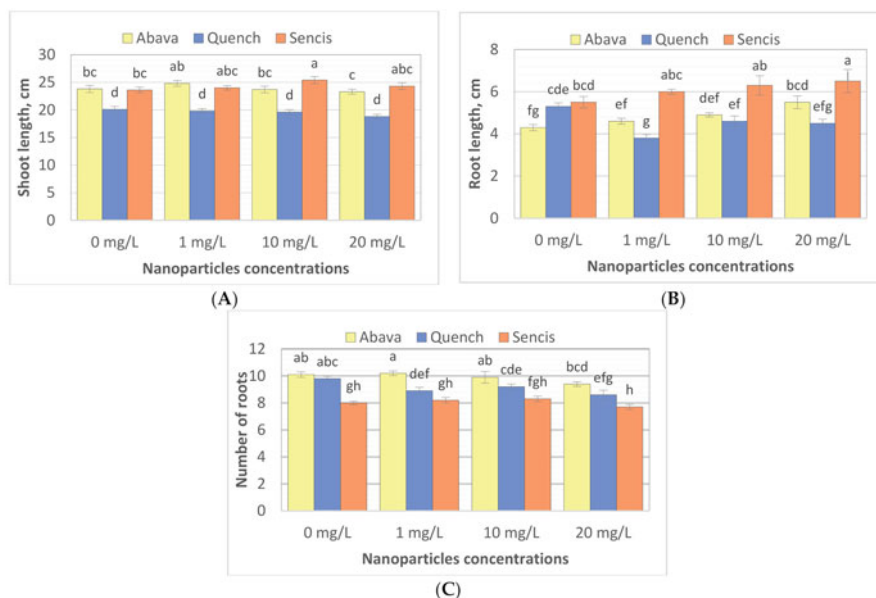 Abava Quench Sencis
Shoot length, cm
30
25
20
15
10
5
0
bc d bc ab d abc bc d a c d abc
0 mg/L 1 mg/L 10 mg/L 20 mg/L
Nanoparticles concentrations
(A)
Abava Quench Sencis
Root length, cm
8
6
4
2
0
fg cde bcd ef g abc def ef ab bcd efg a
0 mg/L 1 mg/L 10 mg/L 20 mg/L
Nanoparticles concentrations
(B)
Abava Quench Sencis
Number of roots
12
10
8
6
4
2
0
ab abc gh a def gh ab cde fgh bcd efg h
0 mg/L 1 mg/L 10 mg/L 20 mg/L
Nanoparticles concentrations
(C)